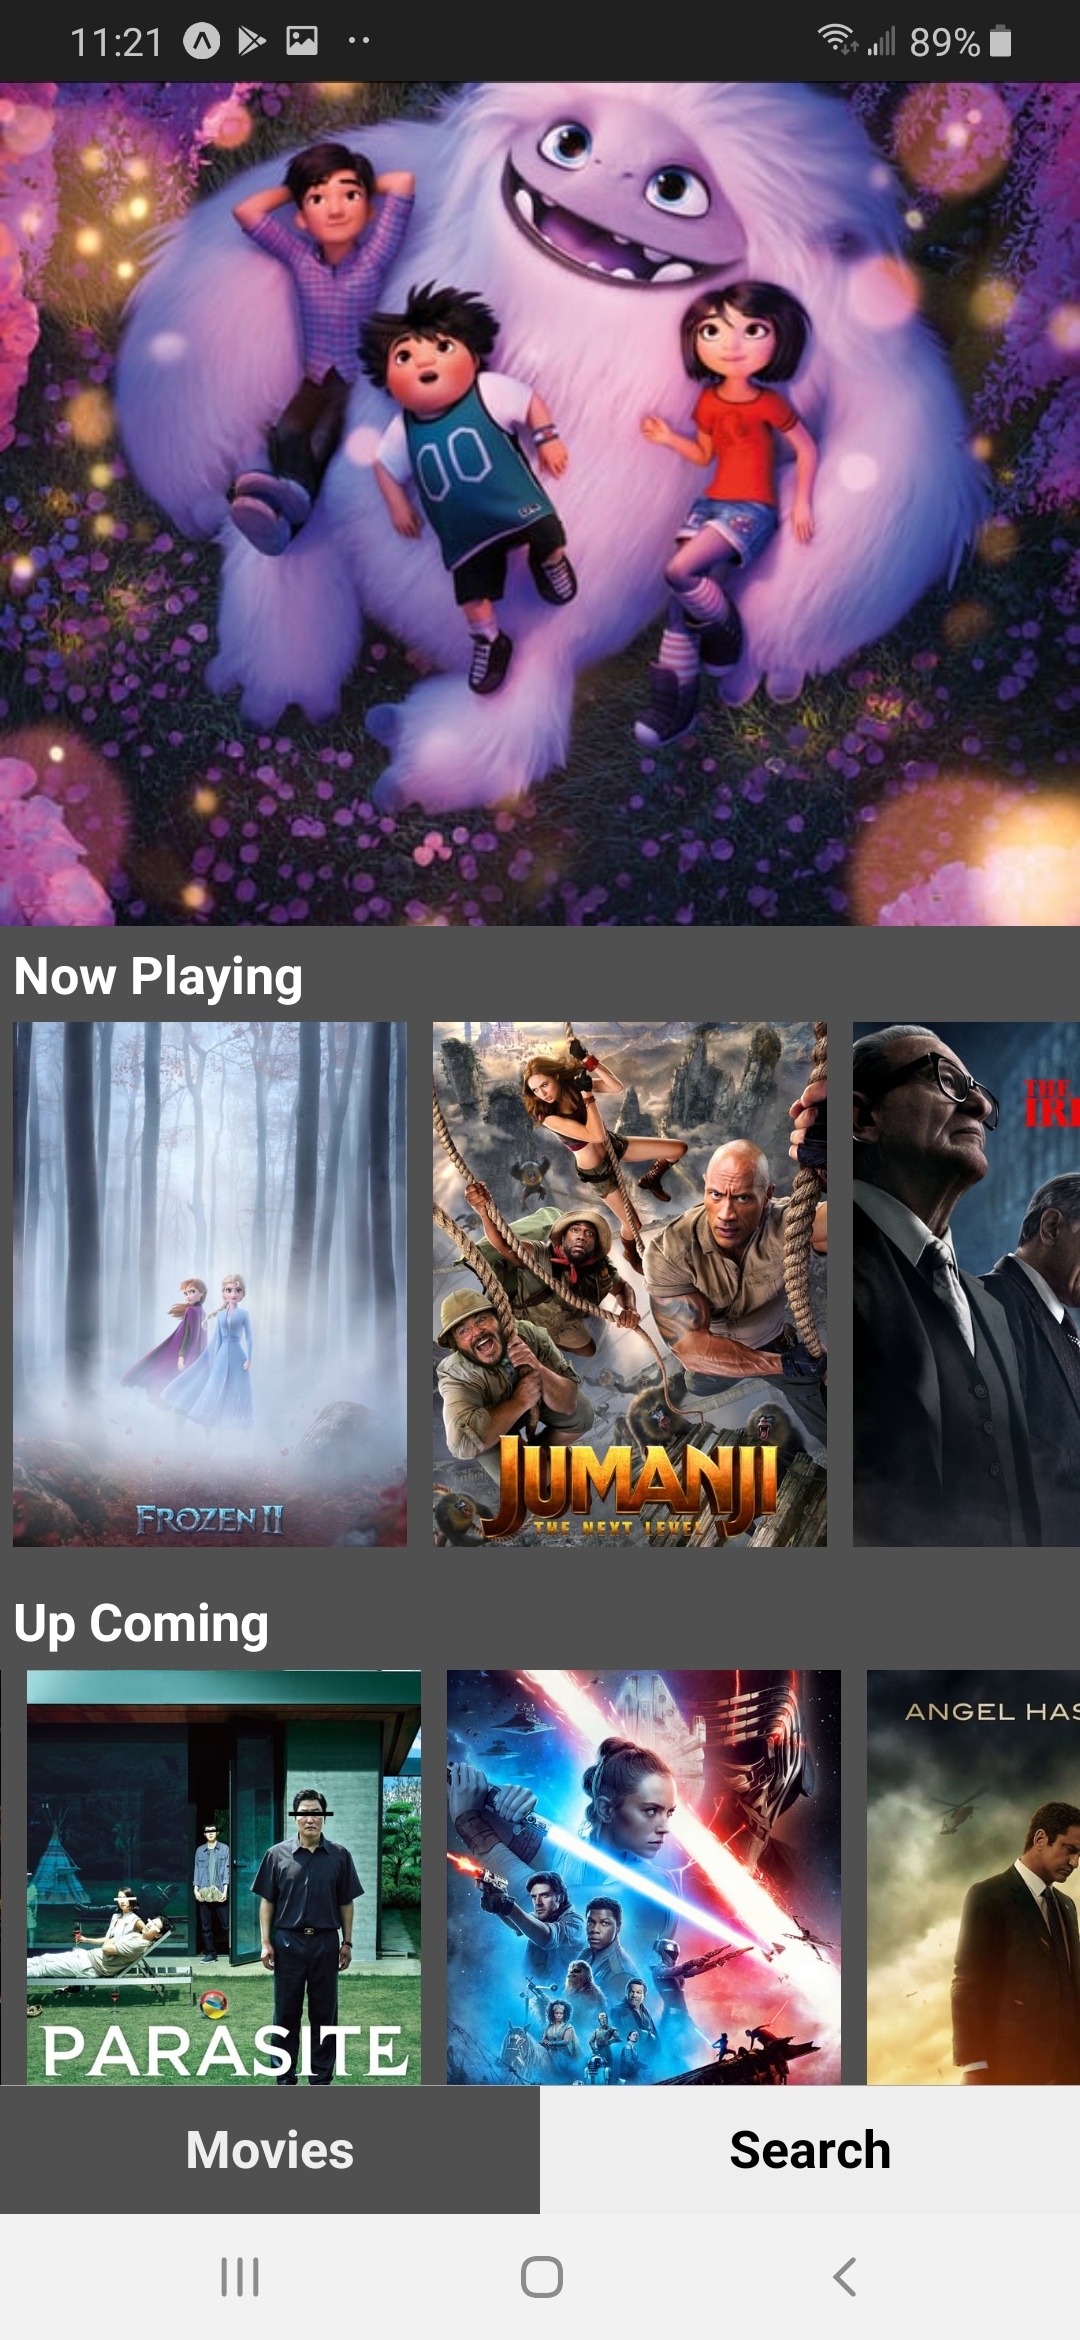 11:21
89%
00
Now Playing
FROZEN II
JUMANJI
THE NEXT LEVEL
THE
Up Coming
PARASITE
ANGEL HAS
Movies
Search